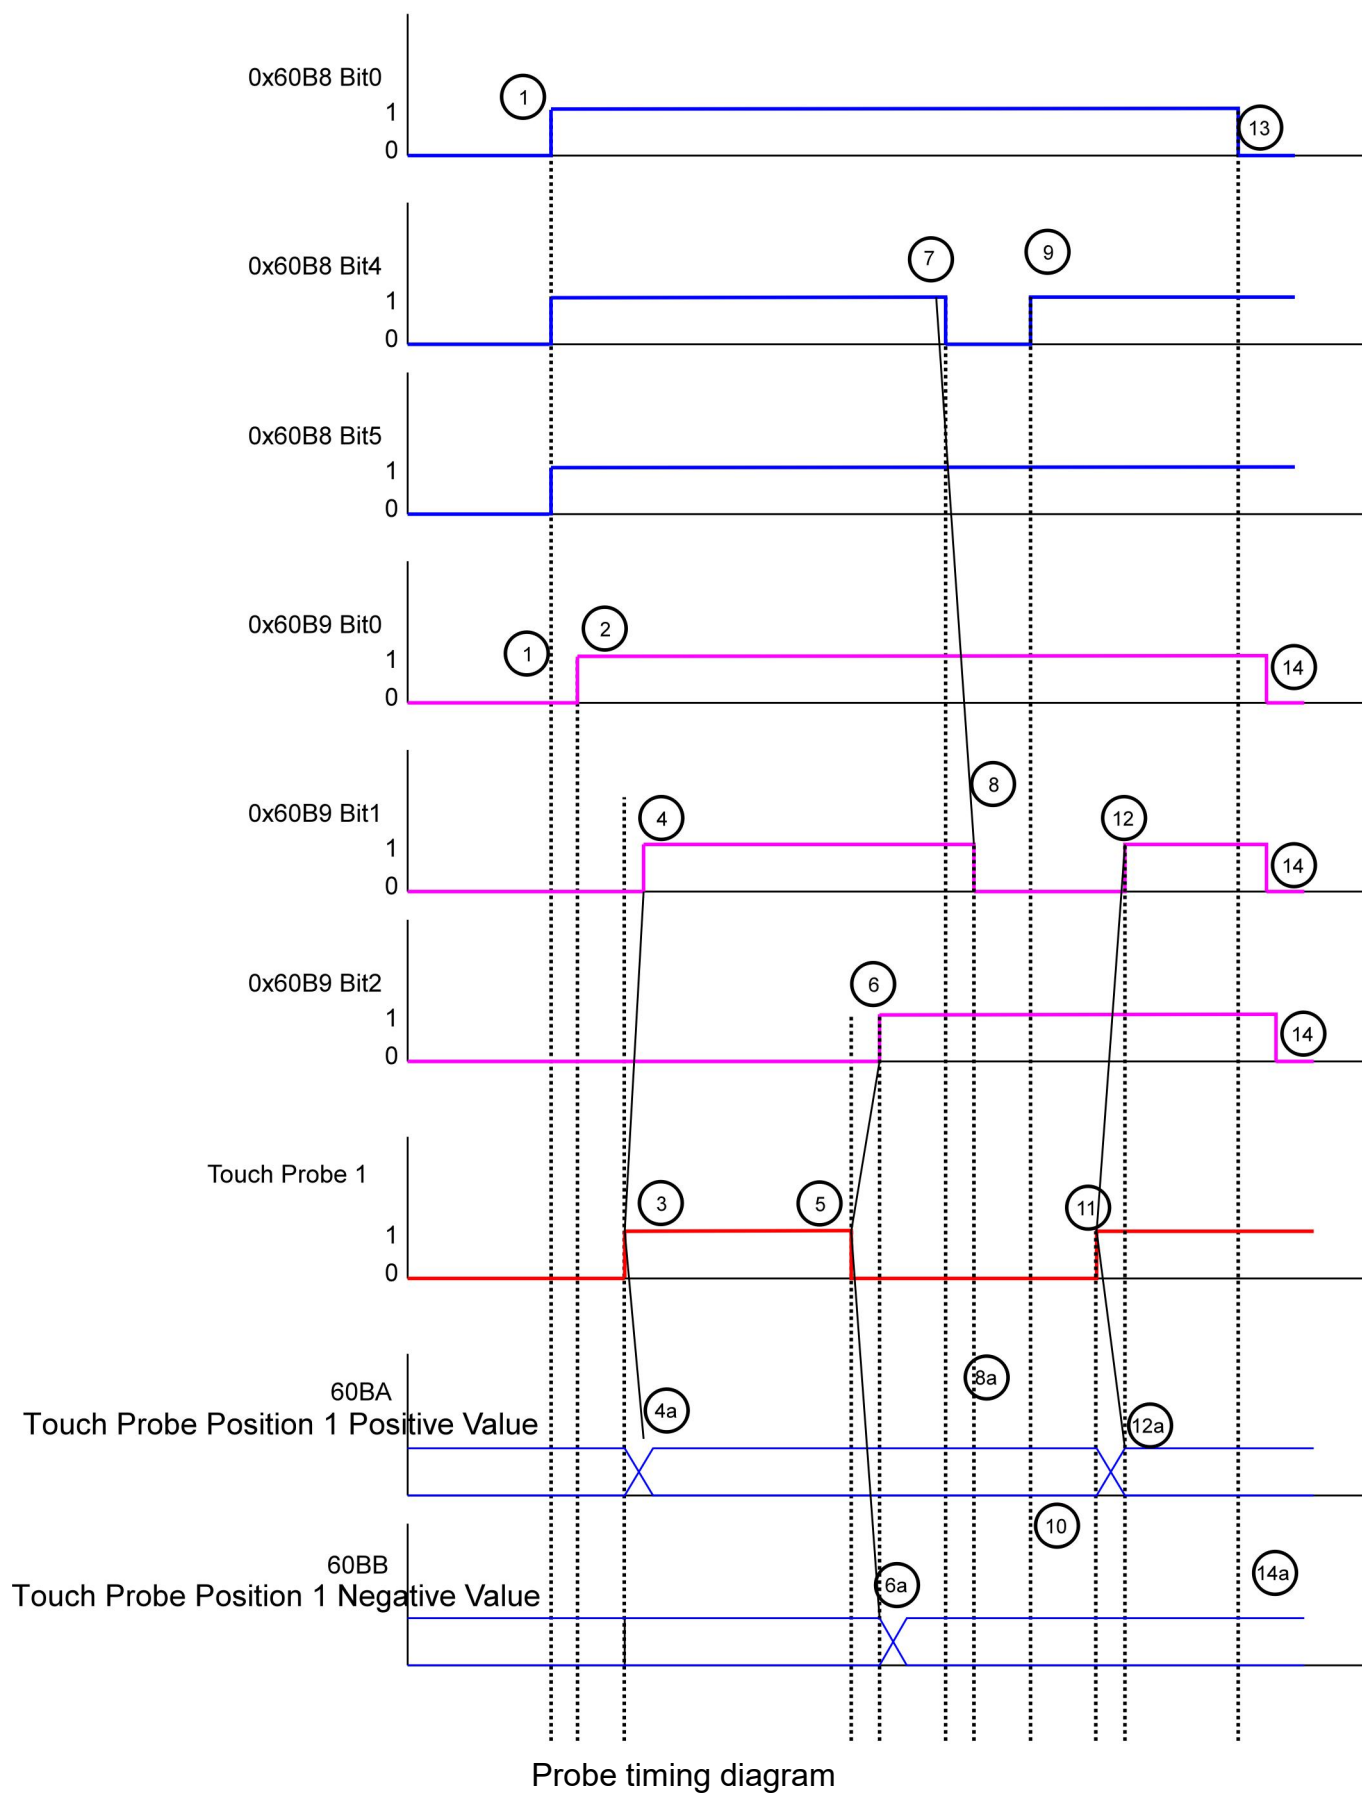 0x60B8 Bit0
1
1
0
13
0x60B8 Bit4
7
9
1
0
0x60B8 Bit5
1
0
0x60B9 Bit0
2
1
1
14
0
0x60B9 Bit1
8
4
12
1
14
0
0x60B9 Bit2
6
1
14
0
Touch Probe 1
3
5
11
1
0
60BA
8a
4a
Touch Probe Position 1 Positive Value
12a
10
60BB
6a
14a
Touch Probe Position 1 Negative Value
Probe timing diagram